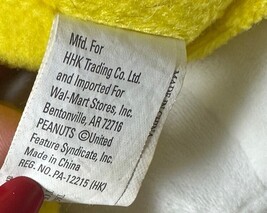 Mfd. For
HHK Trading Co. Ltd.
and Imported For
Wal-Mart Stores, Inc.
Bentonville, AR 72716
PEANUTS ©United
Feature Syndicate, Inc.
Made in China
REG. NO. PA-12215 (HK)